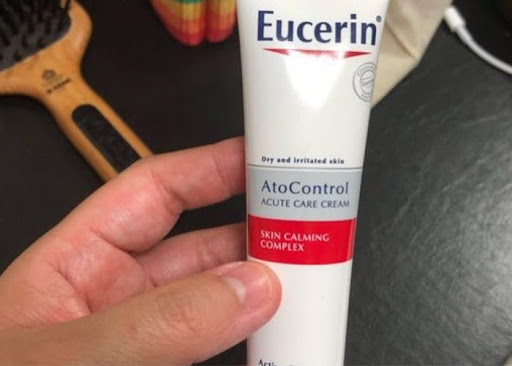 Eucerin®
Dry and irritated skin
AtoControl
ACUTE CARE CREAM
SKIN CALMING
COMPLEX